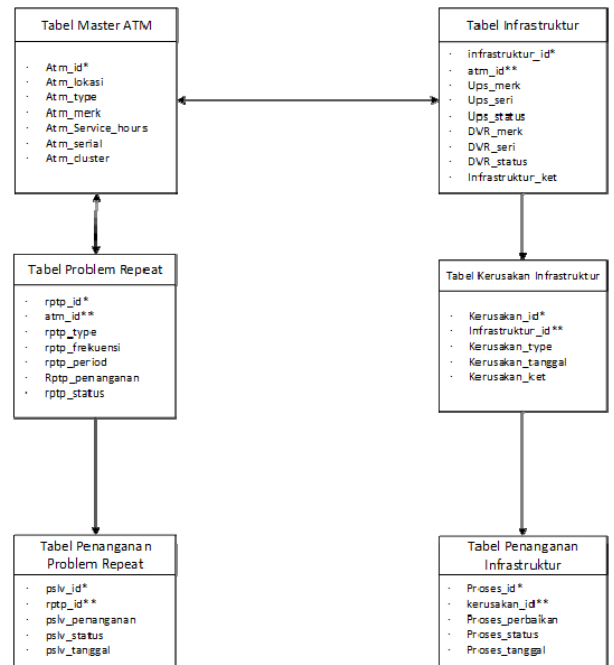 Tabel Master ATM
Atm_id*
Atm_lokasi
Atm_type
Atm_merk
Atm_Service_hours
Atm_serial
Atm_cluster
Tabel Infrastruktur
infrastruktur_id*
atm_id**
Ups_merk
Ups_seri
Ups_status
DVR_merk
DVR_seri
DVR_status
Infrastruktur_ket
Tabel Problem Repeat
rptp_id*
atm_id**
rptp_type
rptp_frekuensi
rptp_period
Rptp_penanganan
rptp_status
Tabel Kerusakan Infrastruktur
Kerusakan_id*
Infrastruktur_id**
Kerusakan_type
Kerusakan_tanggal
Kerusakan_ket
Tabel Penanganan
Problem Repeat
pslv_id*
rptp_id**
pslv_penanganan
pslv_status
pslv_tanggal
Tabel Penanganan
Infrastruktur
Proses_id*
kerusakan_id**
Proses_perbaikan
Proses_status
Proses_tanggal